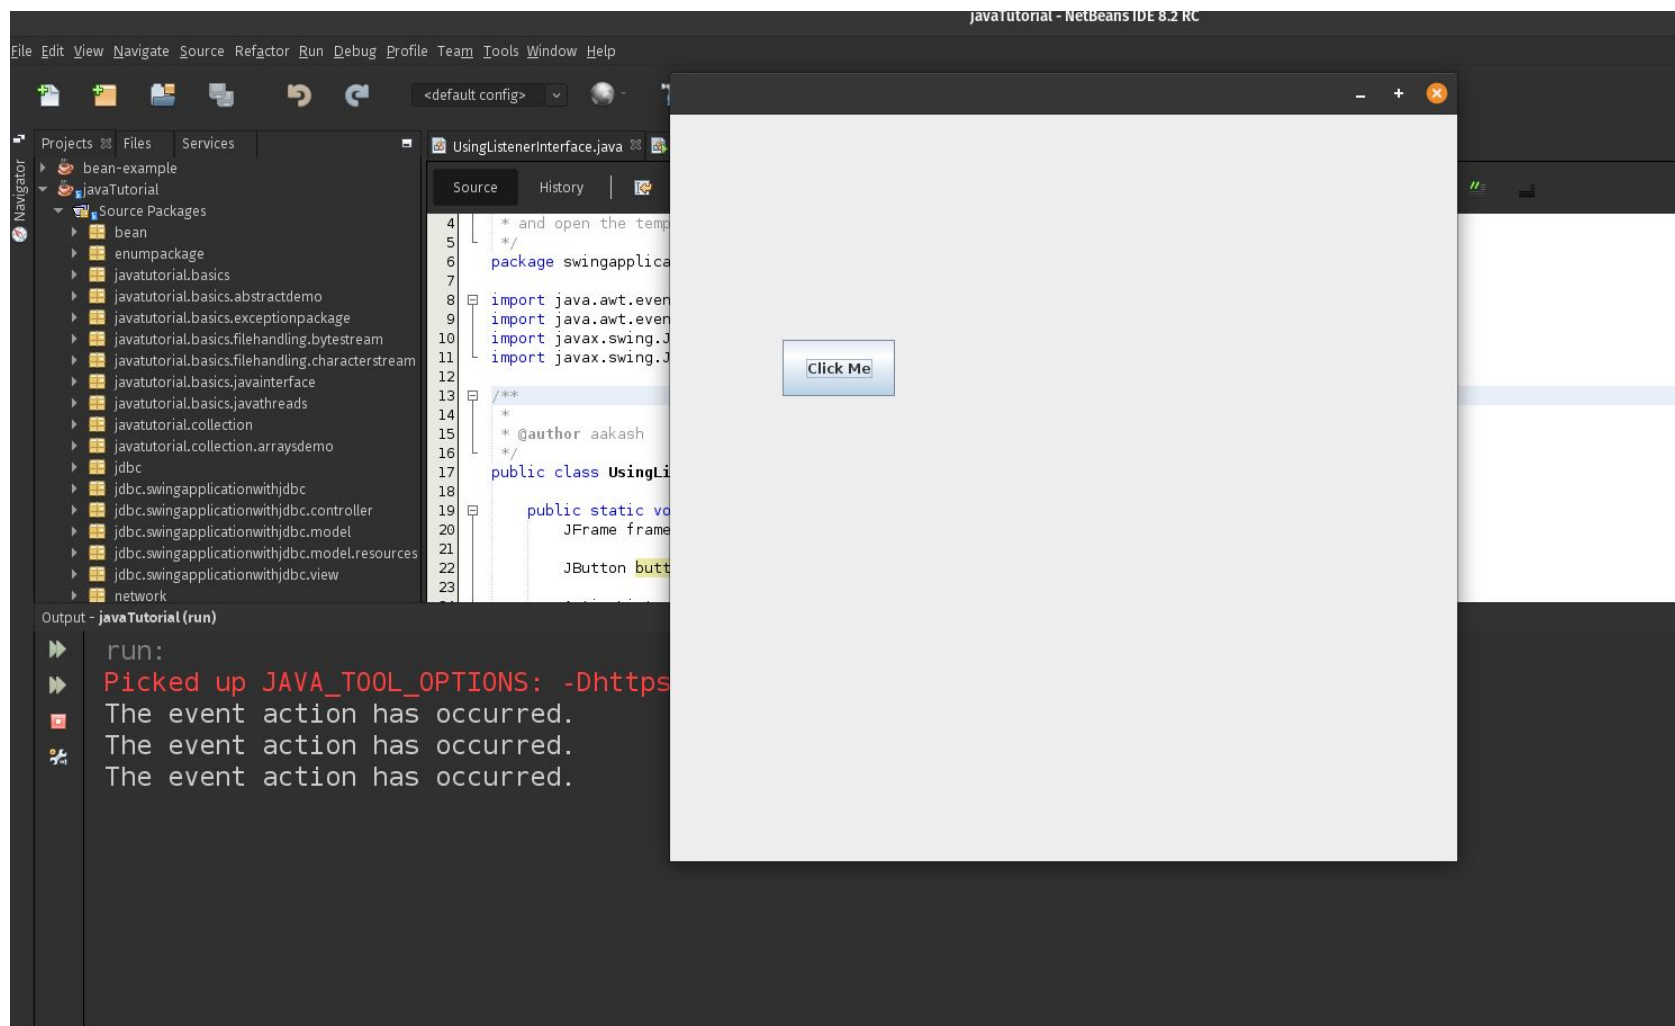 javaTutorial - NetBeans IDE 8.2 RC
File Edit View Navigate Source Refactor Run Debug Profile Team Tools Window Help
<default config>
Projects Files Services
Navigator
bean-example
javaTutorial
Source Packages
bean
enumpackage
javatutorial.basics
javatutorial.basics.abstractdemo
javatutorial.basics.exceptionpackage
javatutorial.basics.filehandling.bytestream
javatutorial.basics.filehandling.characterstream
javatutorial.basics.javainterface
javatutorial.basics.javathreads
javatutorial.collection
javatutorial.collection.arraysdemo
jdbc
jdbc.swingapplicationwithjdbc
jdbc.swingapplicationwithjdbc.controller
jdbc.swingapplicationwithjdbc.model
jdbc.swingapplicationwithjdbc.model.resources
jdbc.swingapplicationwithjdbc.view
network
UsingListenerInterface.java
Source History
4 * and open the temp
5 */
6 package swingapplica
7
8 import java.awt.even
9 import java.awt.even
10 import javax.swing.J
11 import javax.swing.J
12
13 /**
14 *
15 * @author aakash
16 */
17 public class UsingLi
18
19 public static vo
20 JFrame frame
21
22 JButton butt
23
Click Me
Output - javaTutorial (run)
run:
Picked up JAVA_TOOL_OPTIONS: -Dhttps
The event action has occurred.
The event action has occurred.
The event action has occurred.